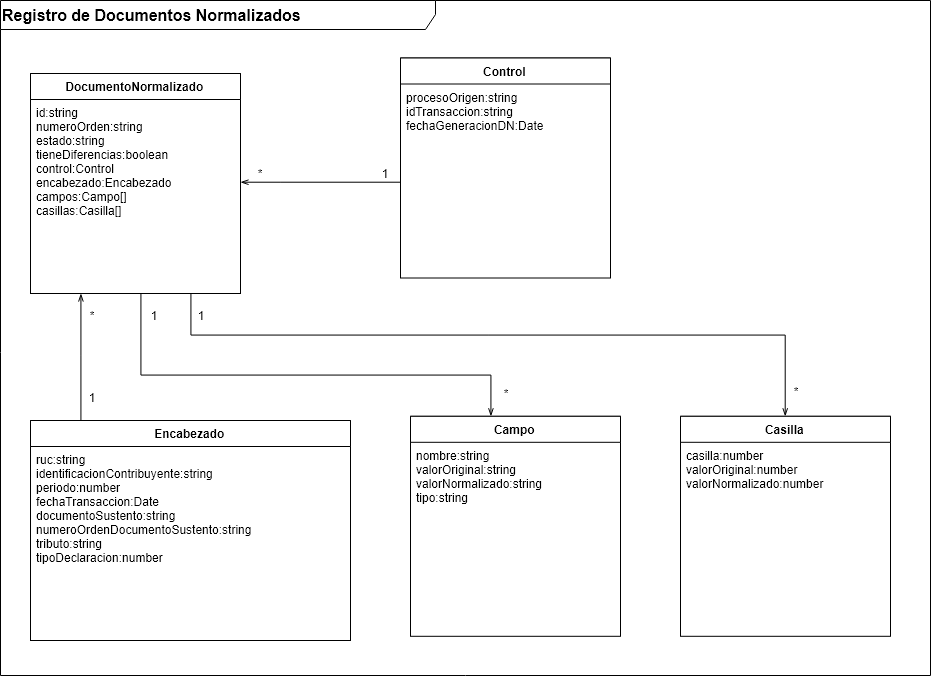 Registro de Documentos Normalizados
DocumentoNormalizado
id:string
numeroOrden:string
estado:string
tieneDiferencias:boolean
control:Control
encabezado:Encabezado
campos:Campo[]
casillas:Casilla[]
Control
procesoOrigen:string
idTransaccion:string
fechaGeneracionDN:Date
*
1
*
1
1
1
*
*
Encabezado
ruc:string
identificacionContribuyente:string
periodo:number
fechaTransaccion:Date
documentoSustento:string
numeroOrdenDocumentoSustento:string
tributo:string
tipoDeclaracion:number
Campo
nombre:string
valorOriginal:string
valorNormalizado:string
tipo:string
Casilla
casilla:number
valorOriginal:number
valorNormalizado:number